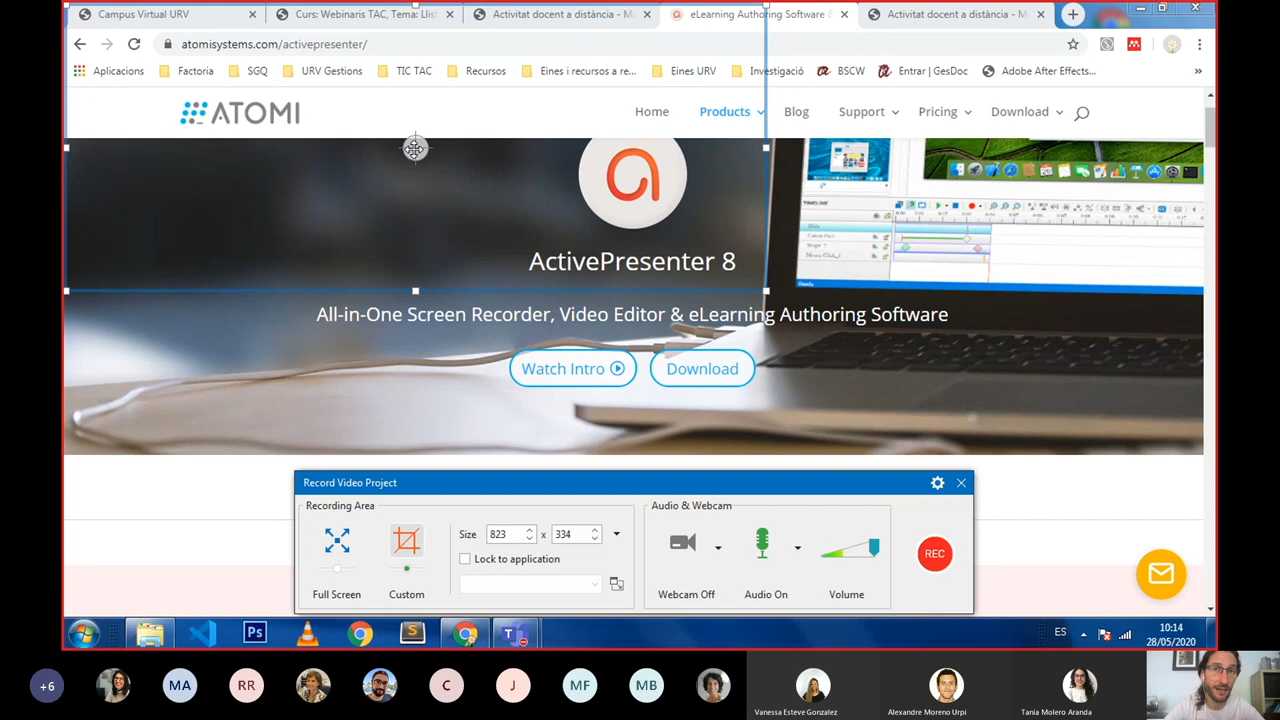 Campus Virtual URV
Curs: Webinaris TAC, Tema: Llis
Activitat docent a distància - M
eLearning Authoring Software &
Activitat docent a distància - M
atomisystems.com/activepresenter/
Aplicacions
Factoria
SGQ
URV Gestions
TIC TAC
Recursos
Eines i recursos a re...
Eines URV
Investigació
BSCW
Entrar | GesDoc
Adobe After Effects...
»
ATOMI
Home
Products
Blog
Support
Pricing
Download
ActivePresenter 8
All-in-One Screen Recorder, Video Editor & eLearning Authoring Software
Watch Intro
Download
TIMELINE
Record Video Project
Recording Area
Audio & Webcam
Size 823 x 334
Lock to application
REC
Full Screen
Custom
Webcam Off
Audio On
Volume
Ps
S
ES
10:14
28/05/2020
+6
MA
RR
C
J
MF
MB
Vanessa Esteve Gonzalez
Alexandre Moreno Urpí
Tania Molero Aranda